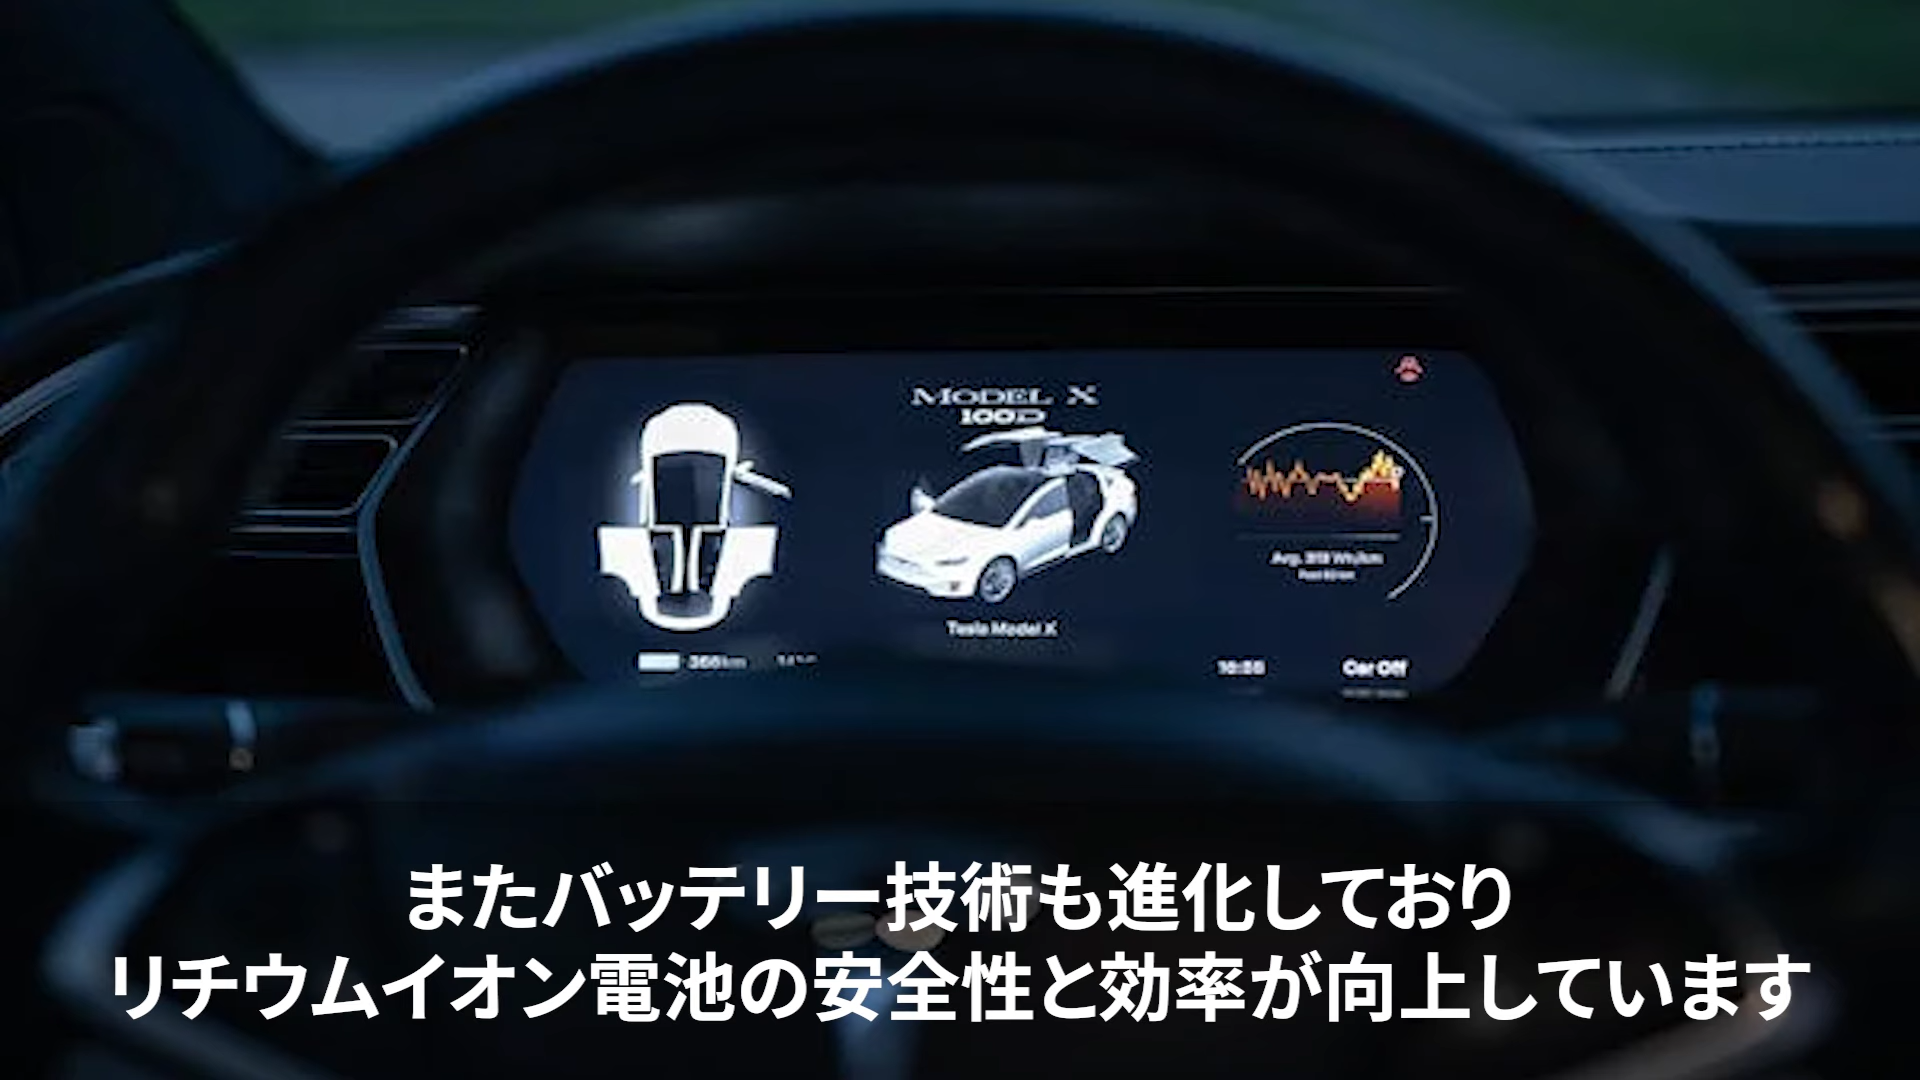 MODEL X
100D
Tesla Model X
Car Off
またバッテリー技術も進化しており
リチウムイオン電池の安全性と効率が向上しています